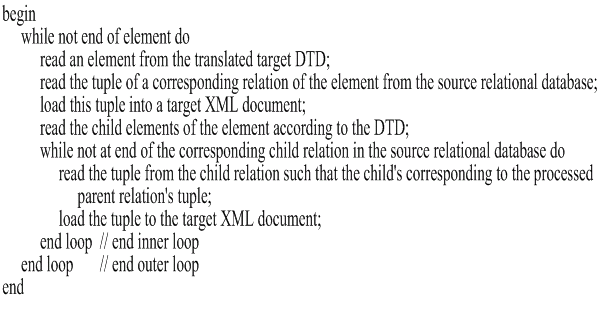 begin
while not end of element do
read an element from the translated target DTD;
read the tuple of a corresponding relation of the element from the source relational database;
load this tuple into a target XML document;
read the child elements of the element according to the DTD;
while not at end of the corresponding child relation in the source relational database do
read the tuple from the child relation such that the child's corresponding to the processed
parent relation's tuple;
load the tuple to the target XML document;
end loop // end inner loop
end loop // end outer loop
end